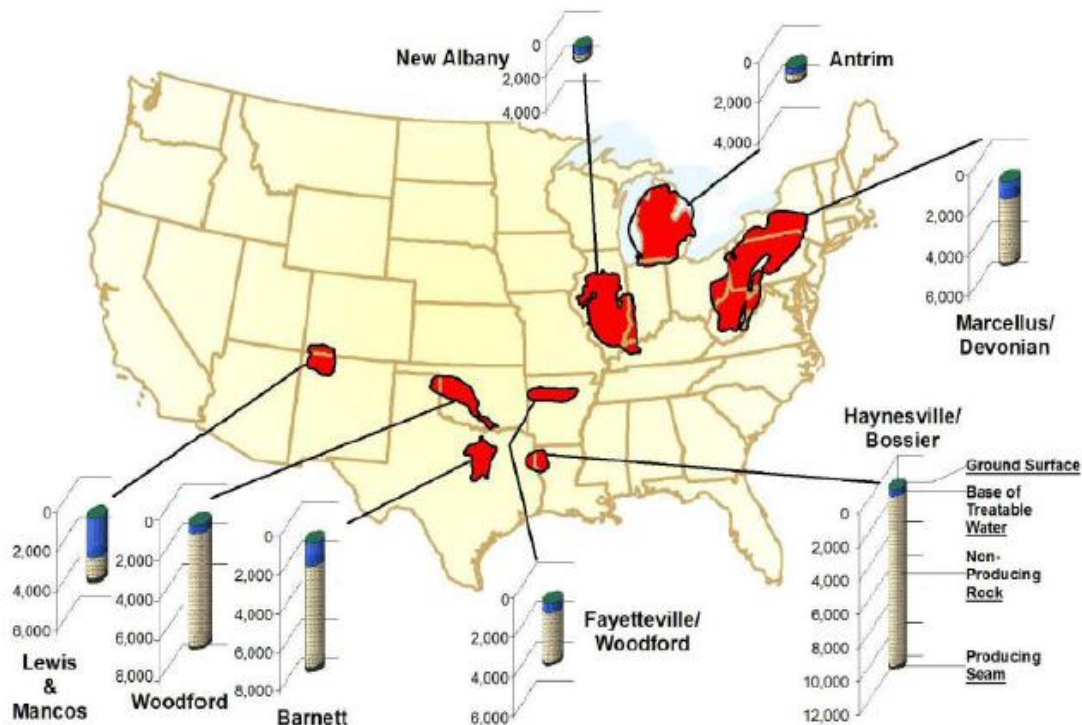 New Albany
0
2,000
4,000
Antrim
0
2,000
4,000
0
2,000
4,000
6,000
Marcellus/
Devonian
Haynesville/
Bossier
Ground Surface
Base of
Treatable
Water
Non-
Producing
Rock
Producing
Seam
0
2,000
4,000
6,000
8,000
10,000
12,000
0
2,000
4,000
6,000
Lewis
&
Mancos
0
2,000
4,000
6,000
8,000
Woodford
0
2,000
4,000
6,000
8,000
Barnett
0
2,000
4,000
6,000
Fayetteville/
Woodford